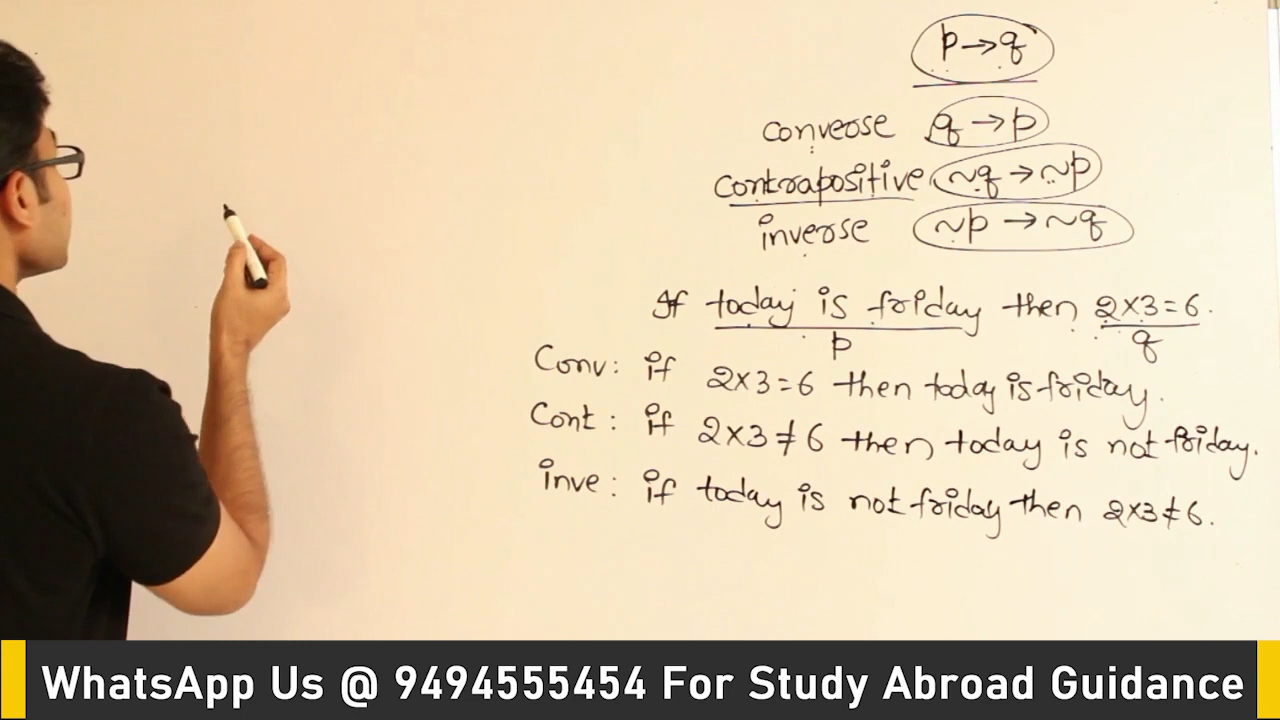 p→q
converse q→p
contrapositive ~q→~p
inverse ~p→~q
If today is friday then 2×3=6.
p q
Conv: if 2×3=6 then today is friday.
Cont: if 2×3≠6 then today is not friday.
inve: if today is not friday then 2×3≠6.
WhatsApp Us @ 9494555454 For Study Abroad Guidance